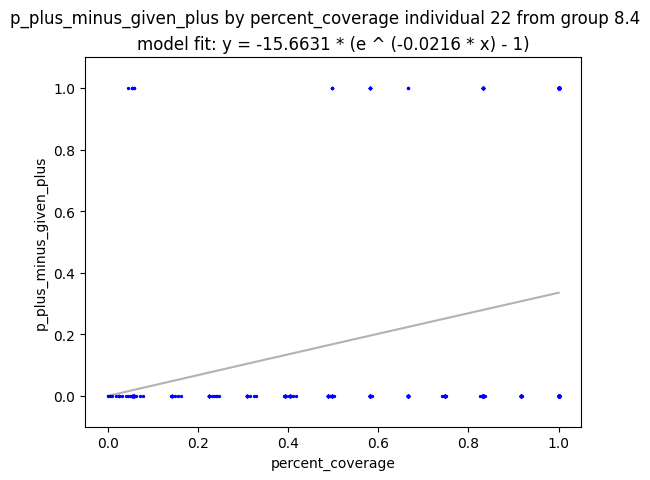 p_plus_minus_given_plus by percent_coverage individual 22 from group 8.4
model fit: y = -15.6631 * (e ^ (-0.0216 * x) - 1)
1.0
0.8
0.6
0.4
0.2
0.0
p_plus_minus_given_plus
0.0 0.2 0.4 0.6 0.8 1.0
percent_coverage